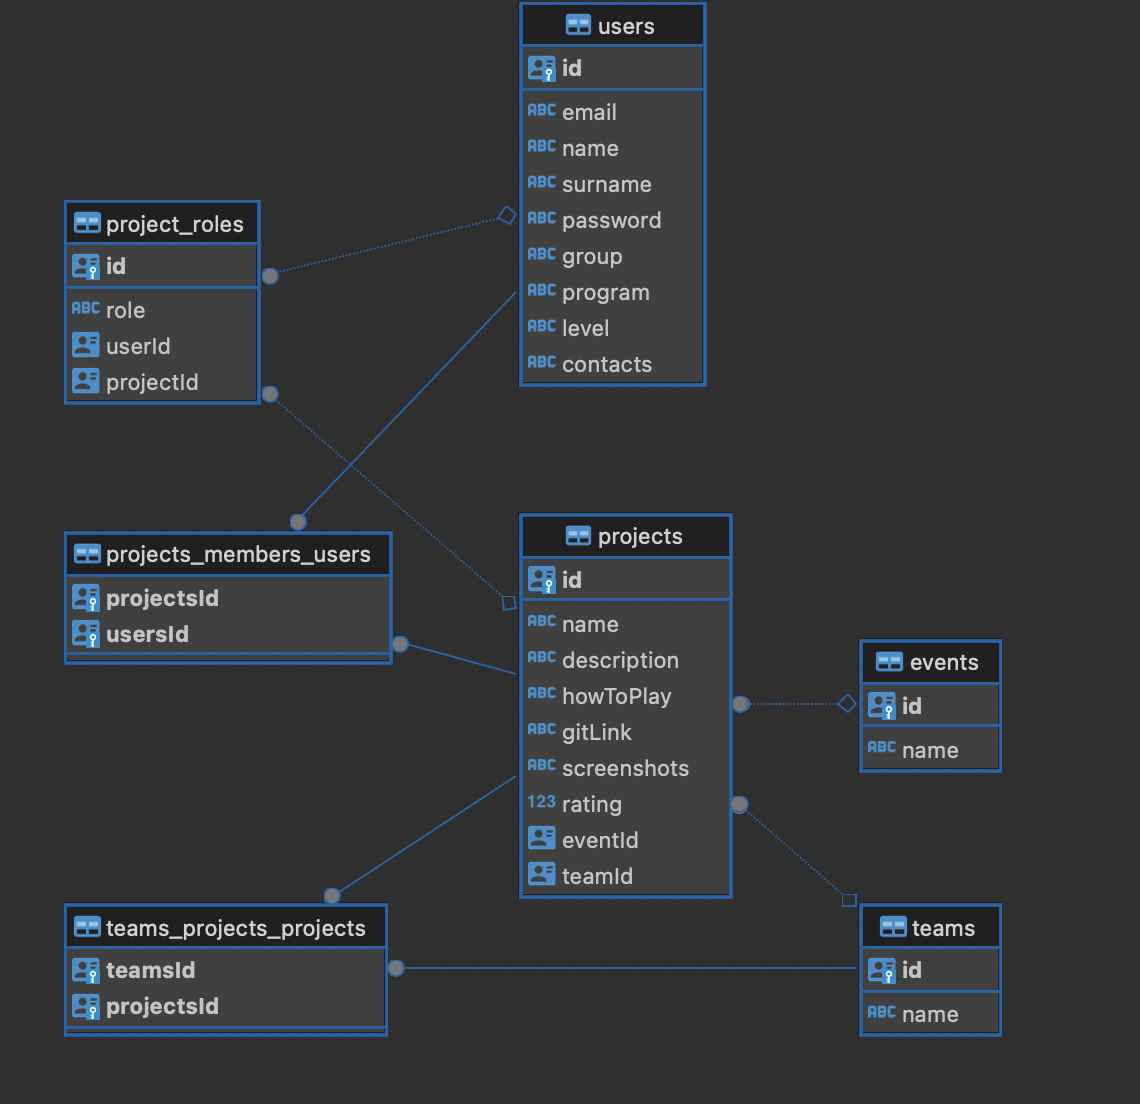 users
id
ABC email
ABC name
ABC surname
ABC password
ABC group
ABC program
ABC level
ABC contacts
project_roles
id
ABC role
userId
projectId
projects_members_users
projectsId
usersId
projects
id
ABC name
ABC description
ABC howToPlay
ABC gitLink
ABC screenshots
123 rating
eventId
teamId
events
id
ABC name
teams_projects_projects
teamsId
projectsId
teams
id
ABC name